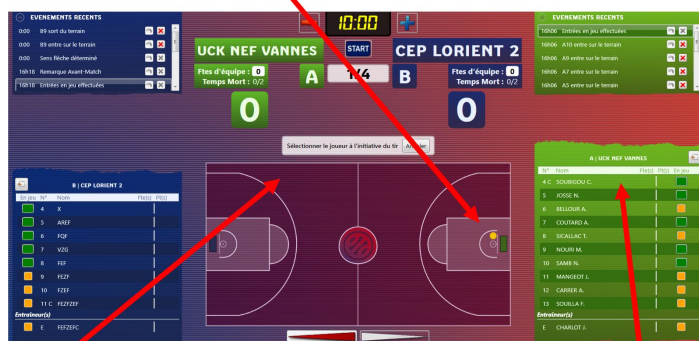 EVENEMENTS RECENTS
0:00 B9 sort du terrain
0:00 B9 entre sur le terrain
0:00 Sens flèche déterminé
16h18 Remarque Avant-Match
16h18 Entrées en jeu effectuées
10:00
UCK NEF VANNES START CEP LORIENT 2
Ftes d'équipe : 0
Temps Mort : 0/2
A 1/4 B
Ftes d'équipe : 0
Temps Mort : 0/2
0 0
EVENEMENTS RECENTS
16h06 Entrées en jeu effectuées
16h06 A10 entre sur le terrain
16h06 A9 entre sur le terrain
16h06 A7 entre sur le terrain
16h06 A5 entre sur le terrain
Sélectionner le joueur à l'initiative du tir Annuler
B | CEP LORIENT 2
En jeu N° Nom Fte(s) Pt(s)
4 X
5 AREF
6 FQF
7 VZG
8 FEF
9 FEZF
10 FZEF
11 C FEZFZEF
Entraîneur(s)
E FEFZEFC
A | UCK NEF VANNES
N° Nom Fte(s) Pt(s) En jeu
4 C SOUBIGOU C.
5 JOSSE N.
6 BELLOUR A.
7 COUTARD A.
8 SICALLAC T.
9 NOURI M.
10 SAMB N.
11 MANGEOT J.
12 CARRER A.
13 SOUILLA F.
Entraîneur(s)
E CHARLOT J.